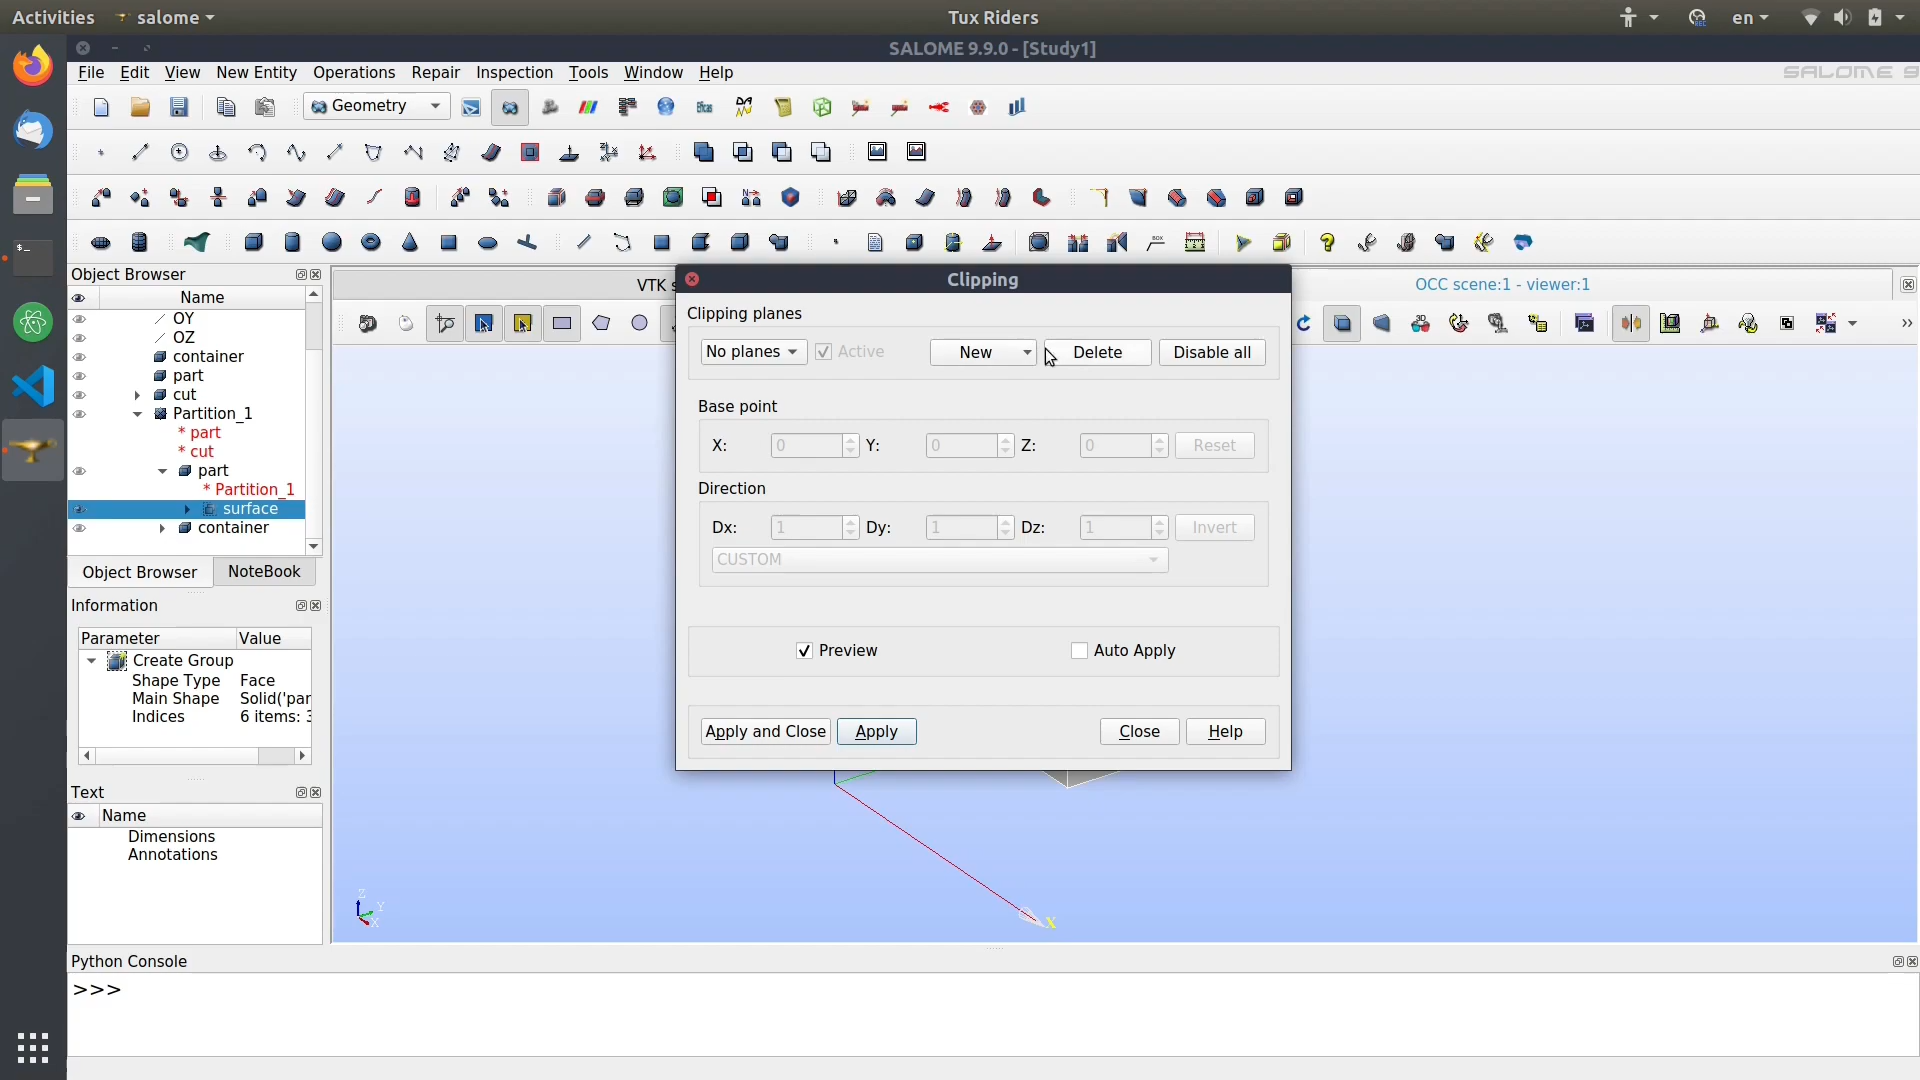 Activities salome Tux Riders en
SALOME 9.9.0 - [Study1]
File Edit View New Entity Operations Repair Inspection Tools Window Help
SALOME 9
Geometry
Object Browser
Name
OY
OZ
container
part
cut
Partition_1
* part
* cut
part
* Partition_1
surface
container
Object Browser NoteBook
Information
Parameter Value
Create Group
Shape Type Face
Main Shape Solid('par
Indices 6 items: 3
Text
Name
Dimensions
Annotations
VTK s
OCC scene:1 - viewer:1
Clipping
Clipping planes
No planes Active New Delete Disable all
Base point
X: 0 Y: 0 Z: 0 Reset
Direction
Dx: 1 Dy: 1 Dz: 1 Invert
CUSTOM
Preview Auto Apply
Apply and Close Apply Close Help
Z
Y
X
X
Python Console
>>>